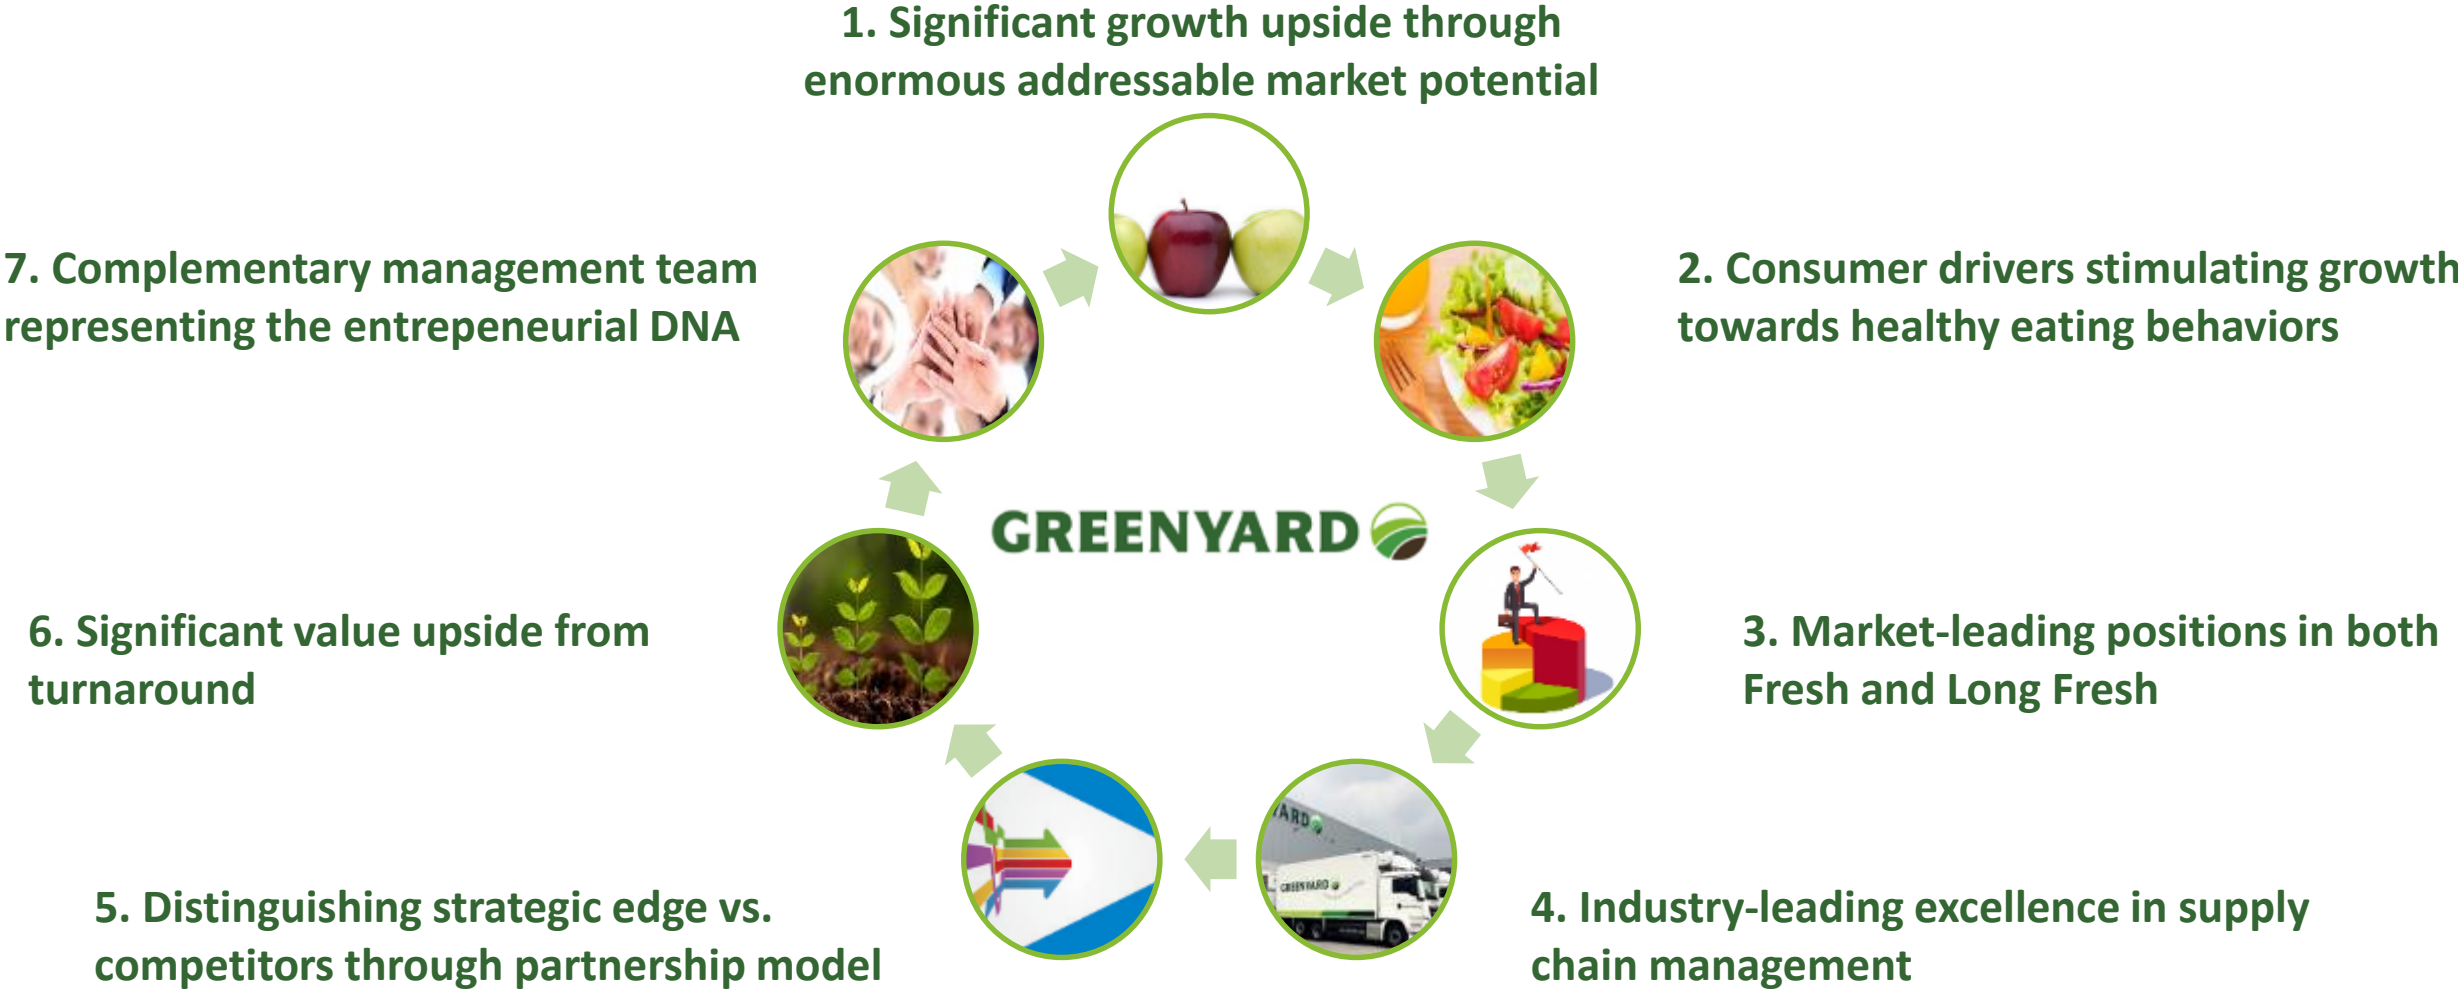 1. Significant growth upside through
enormous addressable market potential
2. Consumer drivers stimulating growth
towards healthy eating behaviors
3. Market-leading positions in both
Fresh and Long Fresh
4. Industry-leading excellence in supply
chain management
5. Distinguishing strategic edge vs.
competitors through partnership model
6. Significant value upside from
turnaround
7. Complementary management team
representing the entrepeneurial DNA
GREENYARD
YARD
GREENYARD